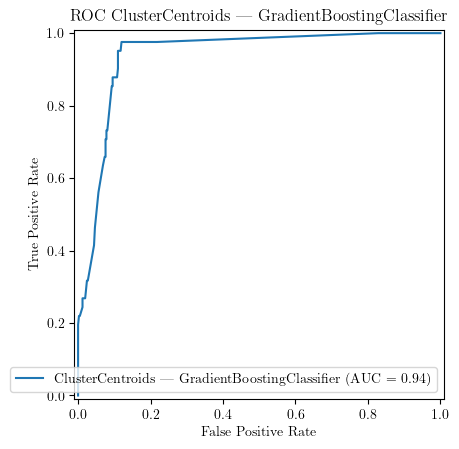 ROC ClusterCentroids — GradientBoostingClassifier
1.0
0.8
0.6
0.4
0.2
0.0
True Positive Rate
ClusterCentroids — GradientBoostingClassifier (AUC = 0.94)
0.0 0.2 0.4 0.6 0.8 1.0
False Positive Rate